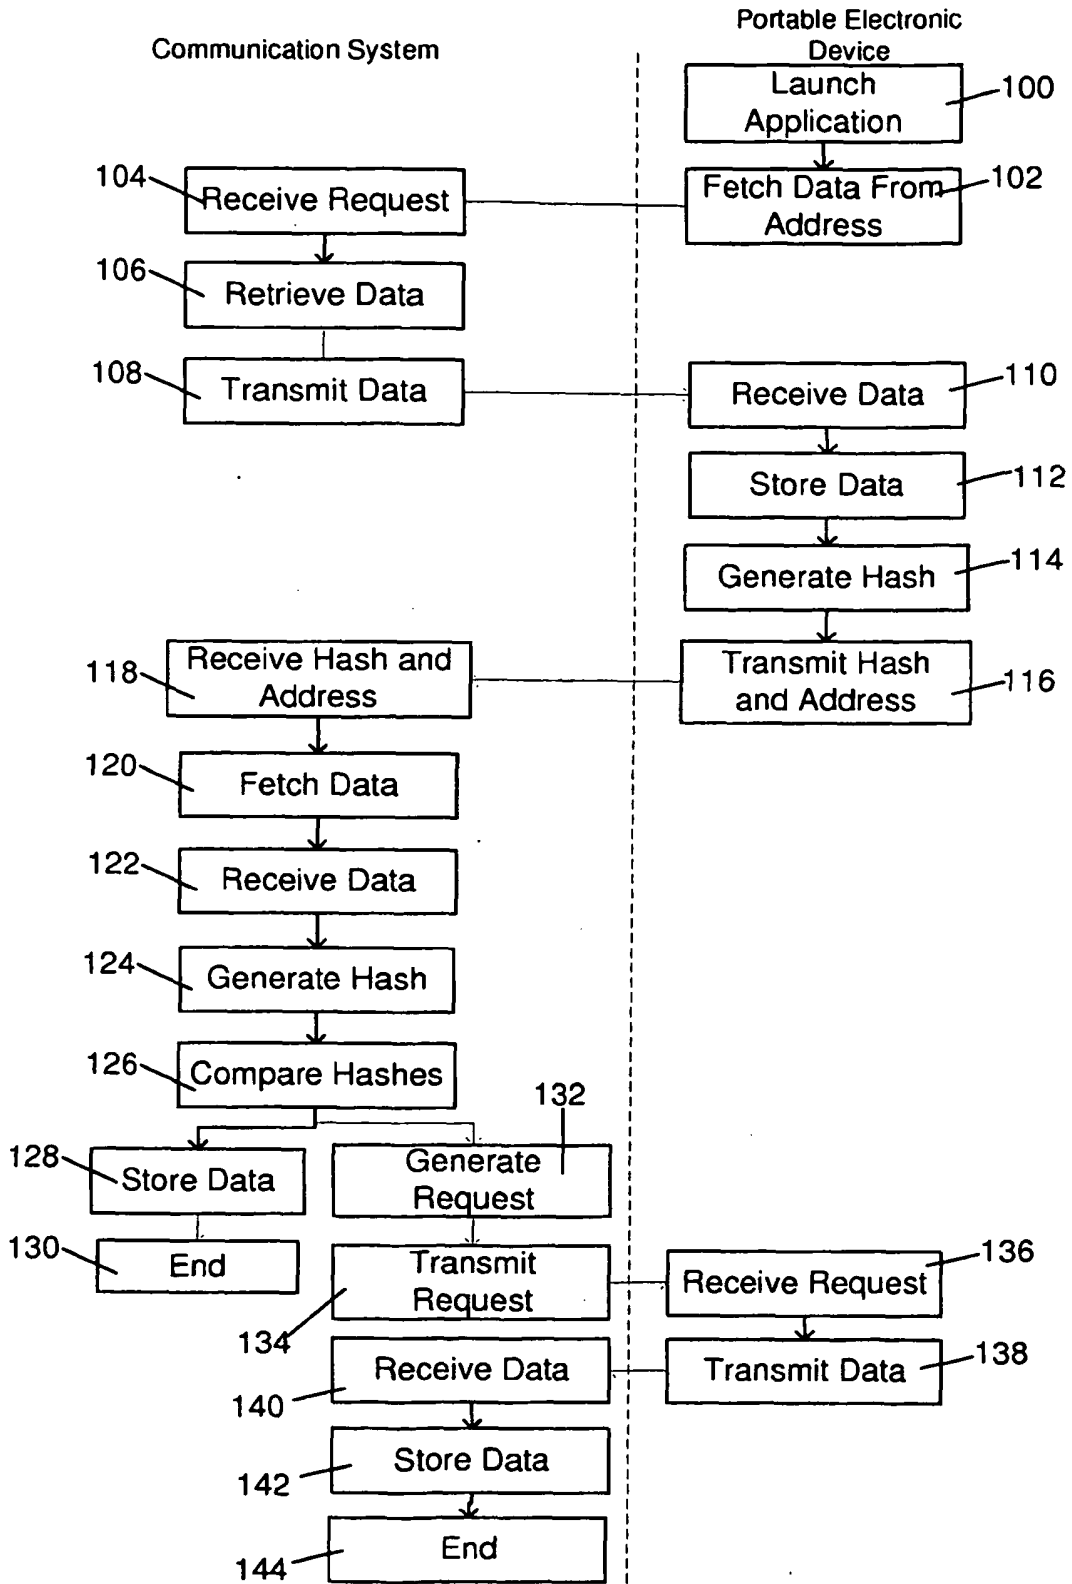 Communication System
Portable Electronic
Device
Launch
Application
100
104
Receive Request
Fetch Data From
Address
102
106
Retrieve Data
108
Transmit Data
Receive Data
110
Store Data
112
Generate Hash
114
118
Receive Hash and
Address
Transmit Hash
and Address
116
120
Fetch Data
122
Receive Data
124
Generate Hash
126
Compare Hashes
132
128
Store Data
Generate
Request
130
End
Transmit
Request
134
Receive Request
136
Receive Data
140
Transmit Data
138
Store Data
142
End
144